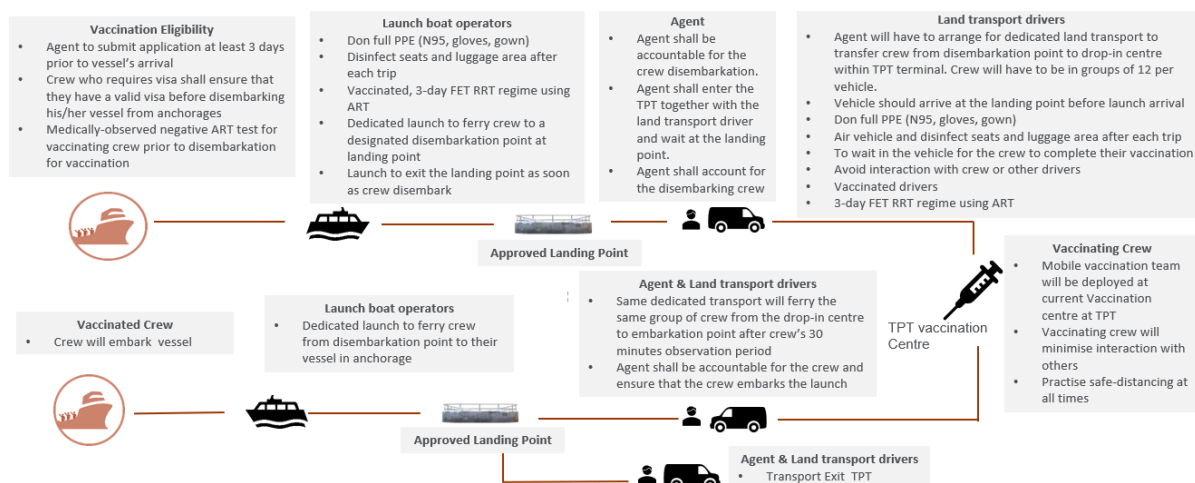 Vaccination Eligibility
• Agent to submit application at least 3 days
prior to vessel's arrival
• Crew who requires visa shall ensure that
they have a valid visa before disembarking
his/her vessel from anchorages
• Medically-observed negative ART test for
vaccinating crew prior to disembarkation
for vaccination
Launch boat operators
• Don full PPE (N95, gloves, gown)
• Disinfect seats and luggage area after
each trip
• Vaccinated, 3-day FET RRT regime using
ART
• Dedicated launch to ferry crew to a
designated disembarkation point at
landing point
• Launch to exit the landing point as soon
as crew disembark
Agent
• Agent shall be
accountable for the
crew disembarkation.
• Agent shall enter the
TPT together with the
land transport driver
and wait at the landing
point.
• Agent shall account for
the disembarking crew
Land transport drivers
• Agent will have to arrange for dedicated land transport to
transfer crew from disembarkation point to drop-in centre
within TPT terminal. Crew will have to be in groups of 12 per
vehicle.
• Vehicle should arrive at the landing point before launch arrival
• Don full PPE (N95, gloves, gown)
• Air vehicle and disinfect seats and luggage area after each trip
• To wait in the vehicle for the crew to complete their vaccination
• Avoid interaction with crew or other drivers
• Vaccinated drivers
• 3-day FET RRT regime using ART
Approved Landing Point
Vaccinating Crew
• Mobile vaccination team
will be deployed at
current Vaccination
centre at TPT
• Vaccinating crew will
minimise interaction with
others
• Practise safe-distancing at
all times
TPT vaccination
Centre
Agent & Land transport drivers
• Same dedicated transport will ferry the
same group of crew from the drop-in centre
to embarkation point after crew's 30
minutes observation period
• Agent shall be accountable for the crew and
ensure that the crew embarks the launch
Launch boat operators
• Dedicated launch to ferry crew
from disembarkation point to their
vessel in anchorage
Vaccinated Crew
• Crew will embark vessel
Approved Landing Point
Agent & Land transport drivers
• Transport Exit TPT